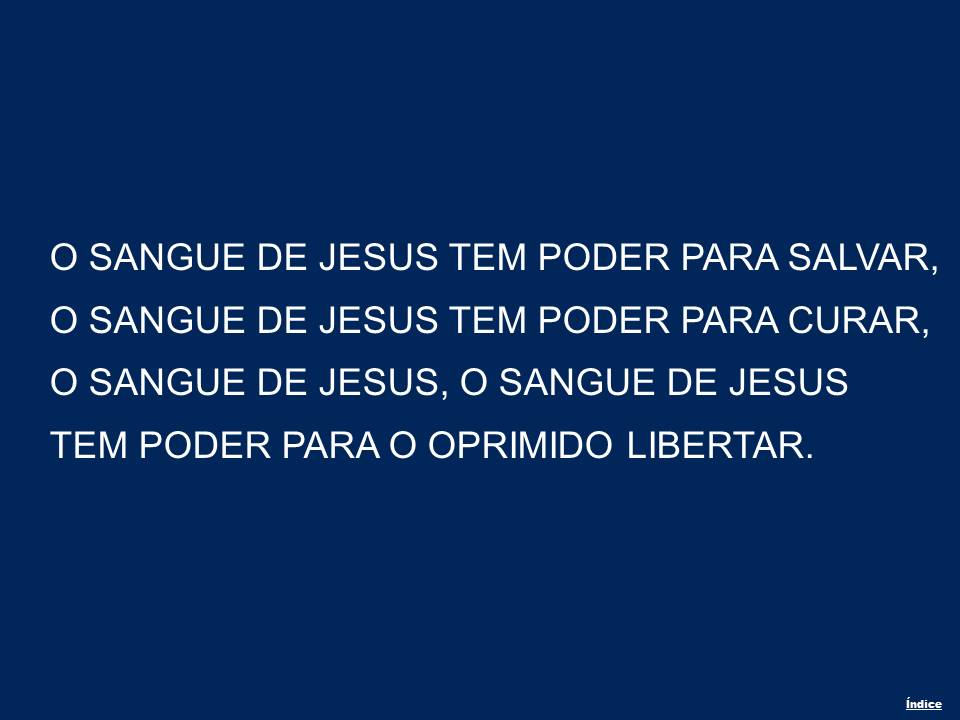 O SANGUE DE JESUS TEM PODER PARA SALVAR,
O SANGUE DE JESUS TEM PODER PARA CURAR,
O SANGUE DE JESUS, O SANGUE DE JESUS
TEM PODER PARA O OPRIMIDO LIBERTAR.
Índice